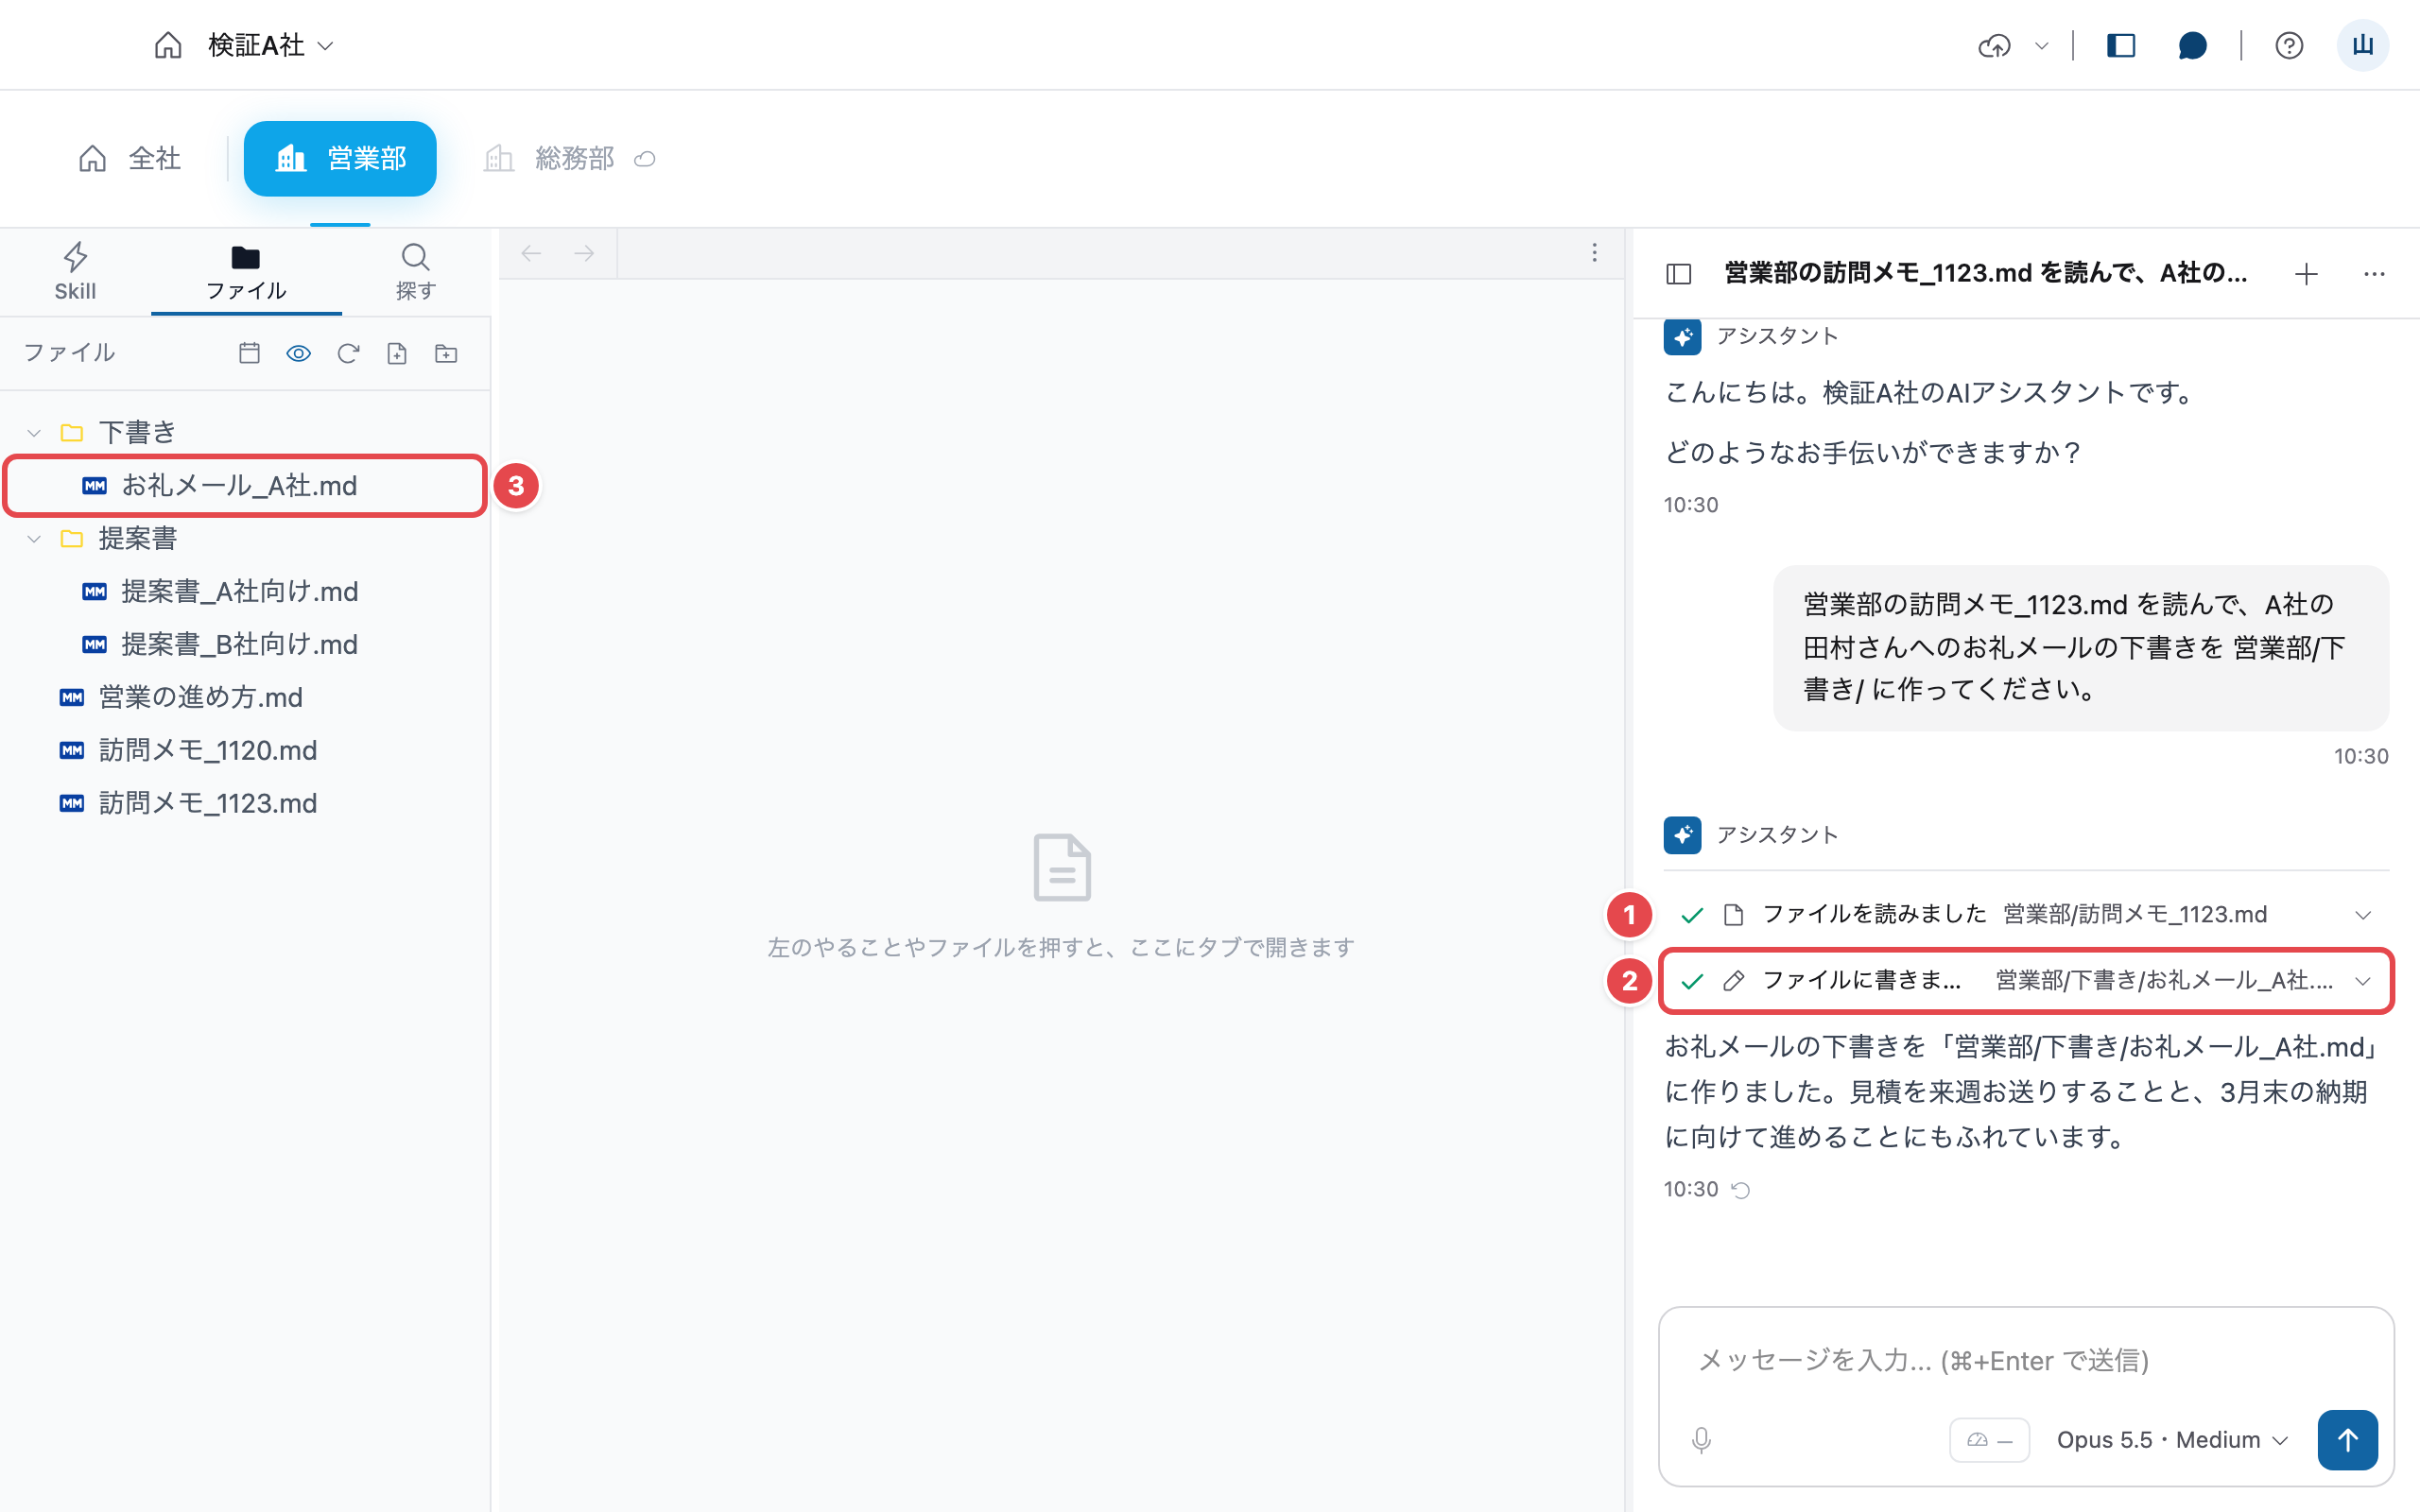 検証A社
山
全社
営業部
総務部
Skill
ファイル
探す
ファイル
下書き
お礼メール_A社.md
3
提案書
提案書_A社向け.md
提案書_B社向け.md
営業の進め方.md
訪問メモ_1120.md
訪問メモ_1123.md
左のやることやファイルを押すと、ここにタブで開きます
営業部の訪問メモ_1123.md を読んで、A社の...
アシスタント
こんにちは。検証A社のAIアシスタントです。
どのようなお手伝いができますか？
10:30
営業部の訪問メモ_1123.md を読んで、A社の
田村さんへのお礼メールの下書きを 営業部/下
書き/ に作ってください。
10:30
アシスタント
1
ファイルを読みました 営業部/訪問メモ_1123.md
2
ファイルに書きま... 営業部/下書き/お礼メール_A社....
お礼メールの下書きを「営業部/下書き/お礼メール_A社.md」
に作りました。見積を来週お送りすることと、3月末の納期
に向けて進めることにもふれています。
10:30
メッセージを入力... (⌘+Enter で送信)
—
Opus 5.5・Medium